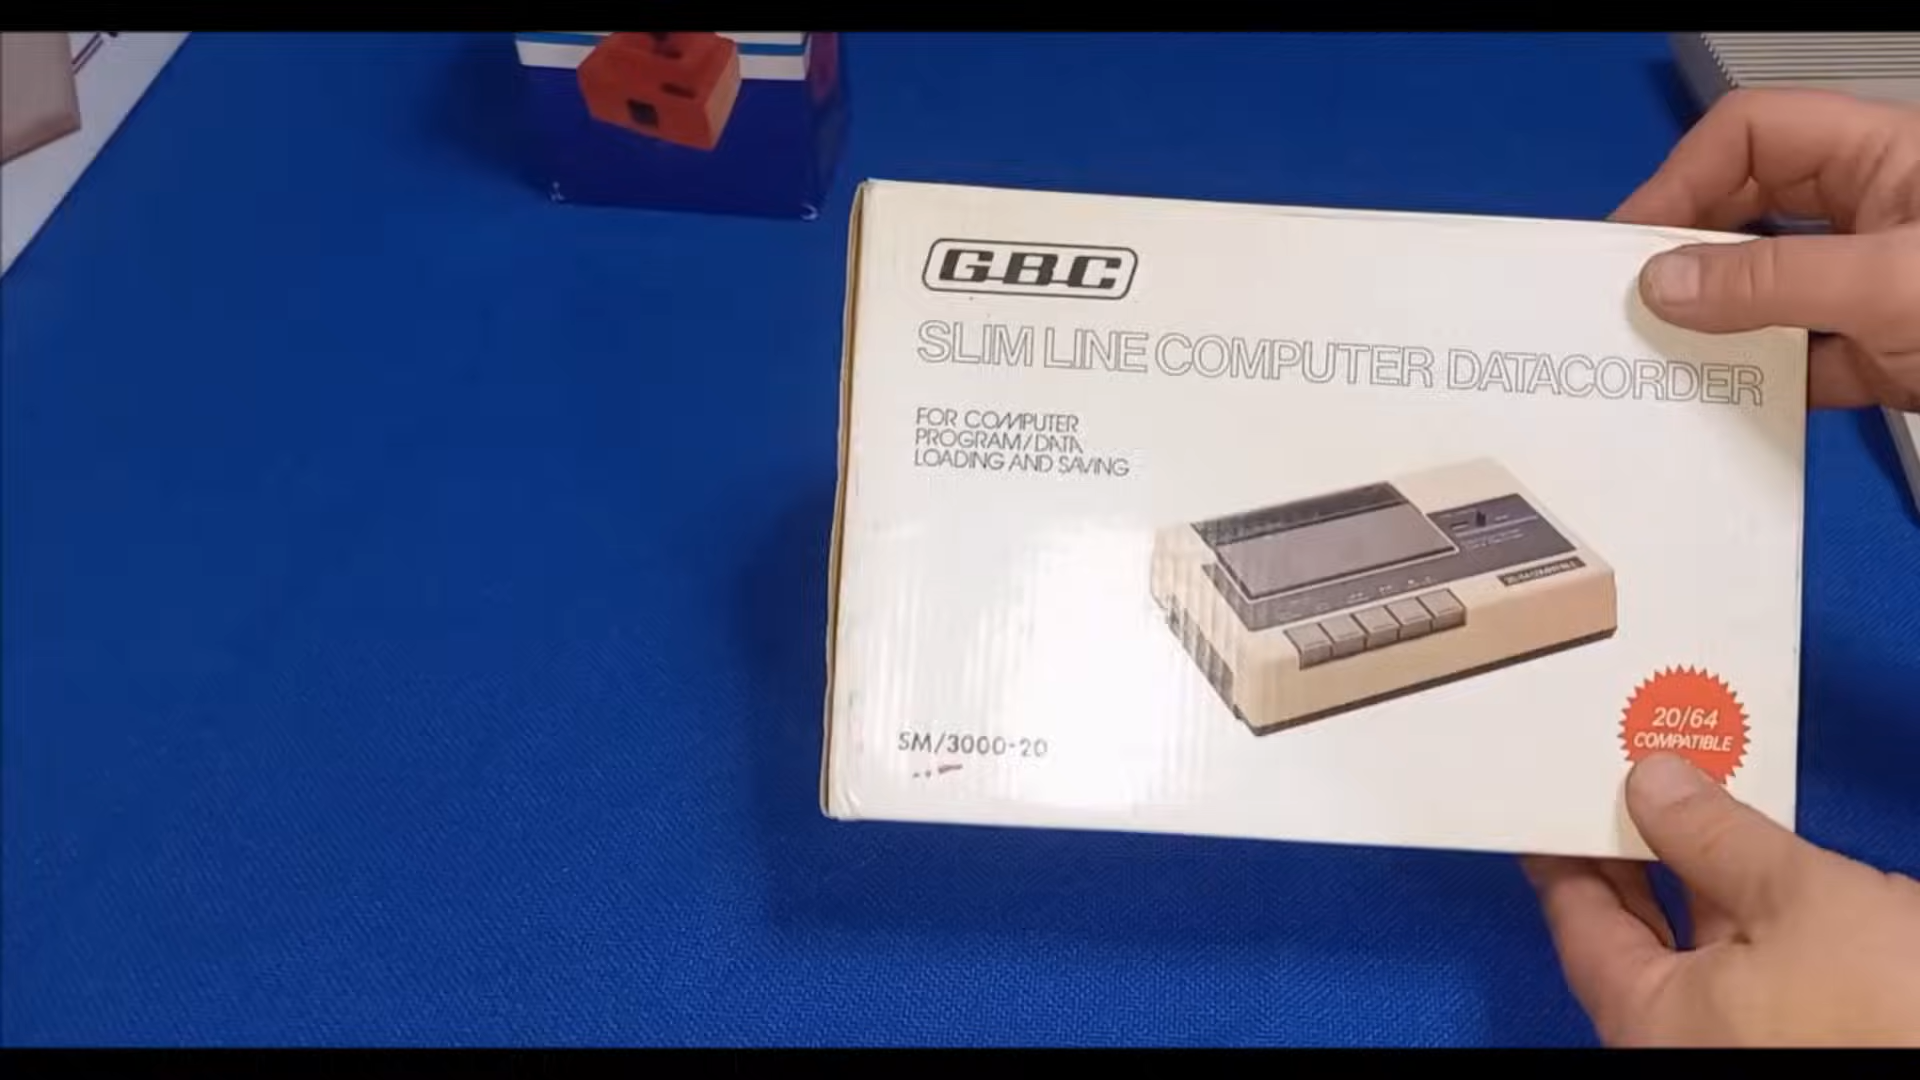 GBC
SLIM LINE COMPUTER DATACORDER
FOR COMPUTER
PROGRAM/DATA
LOADING AND SAVING
SM/3000-20
20/64
COMPATIBLE